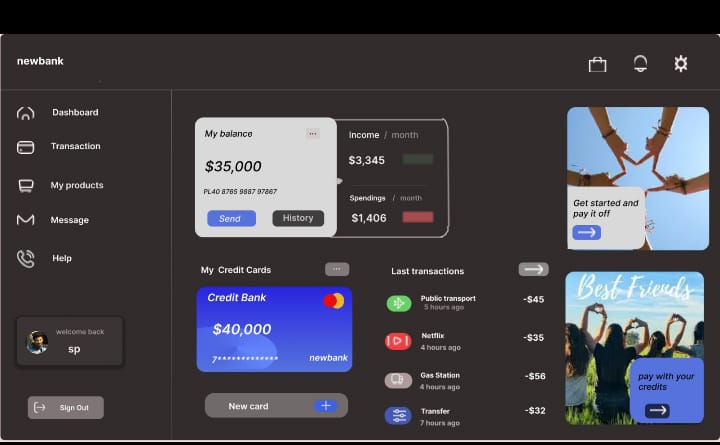 newbank
Dashboard
Transaction
My products
Message
Help
welcome back
sp
Sign Out
My balance
$35,000
PL40 8765 9887 97867
Send
History
Income / month
$3,345
Spendings / month
$1,406
My Credit Cards
Credit Bank
$40,000
7*************
newbank
New card
Last transactions
Public transport
5 hours ago
-$45
Netflix
4 hours ago
-$35
Gas Station
4 hours ago
-$56
Transfer
7 hours ago
-$32
Get started and
pay it off
Best Friends
pay with your
credits